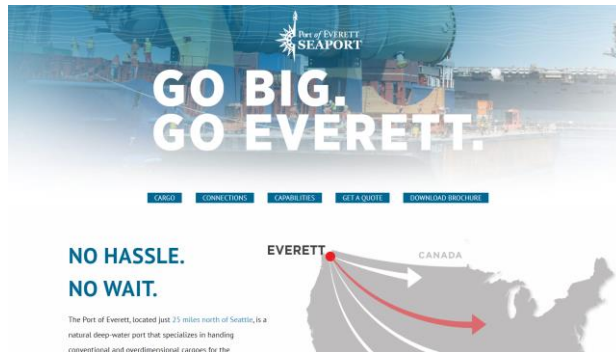 Port of EVERETT
SEAPORT
GO BIG.
GO EVERETT.
CARGO
CONNECTIONS
CAPABILITIES
GET A QUOTE
DOWNLOAD BROCHURE
NO HASSLE.
NO WAIT.
The Port of Everett, located just 25 miles north of Seattle, is a
natural deep-water port that specializes in handing
conventional and overdimensional cargoes for the
EVERETT
CANADA